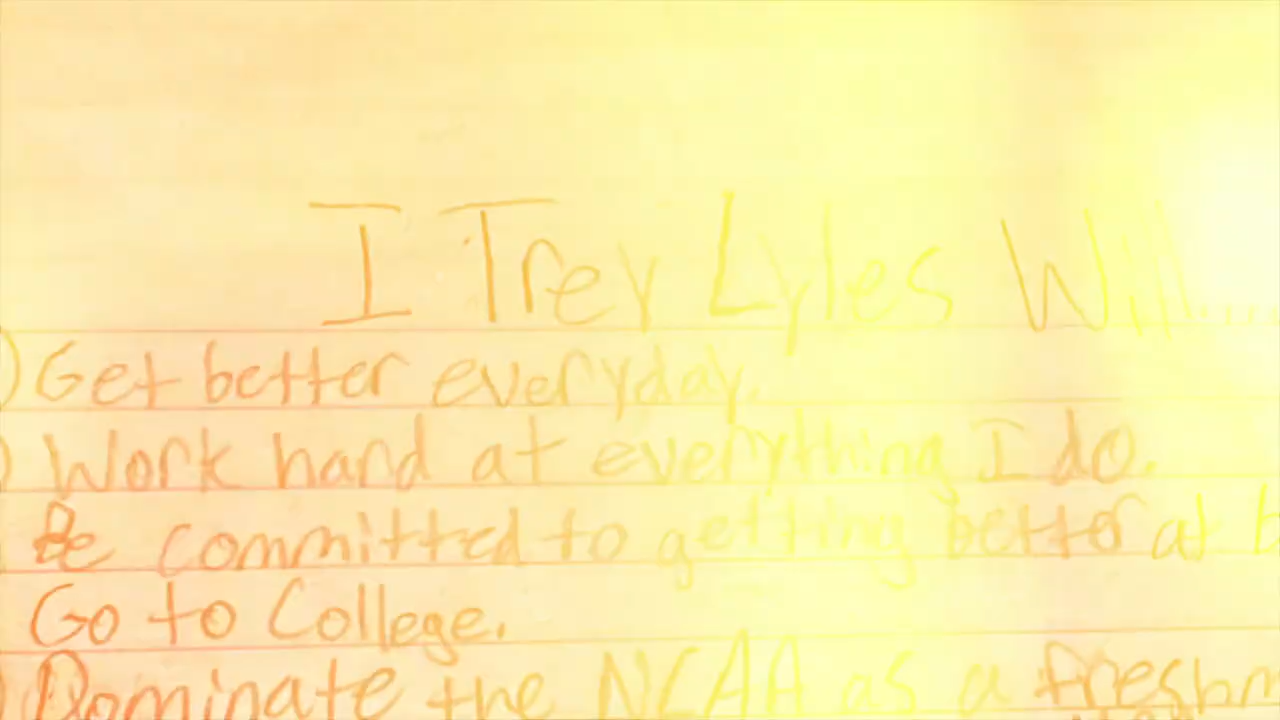 I Trey Lyles Will....
) Get better everyday.
) Work hard at everything I do.
Be committed to getting better at
Go to College.
) Dominate the NCAA as a